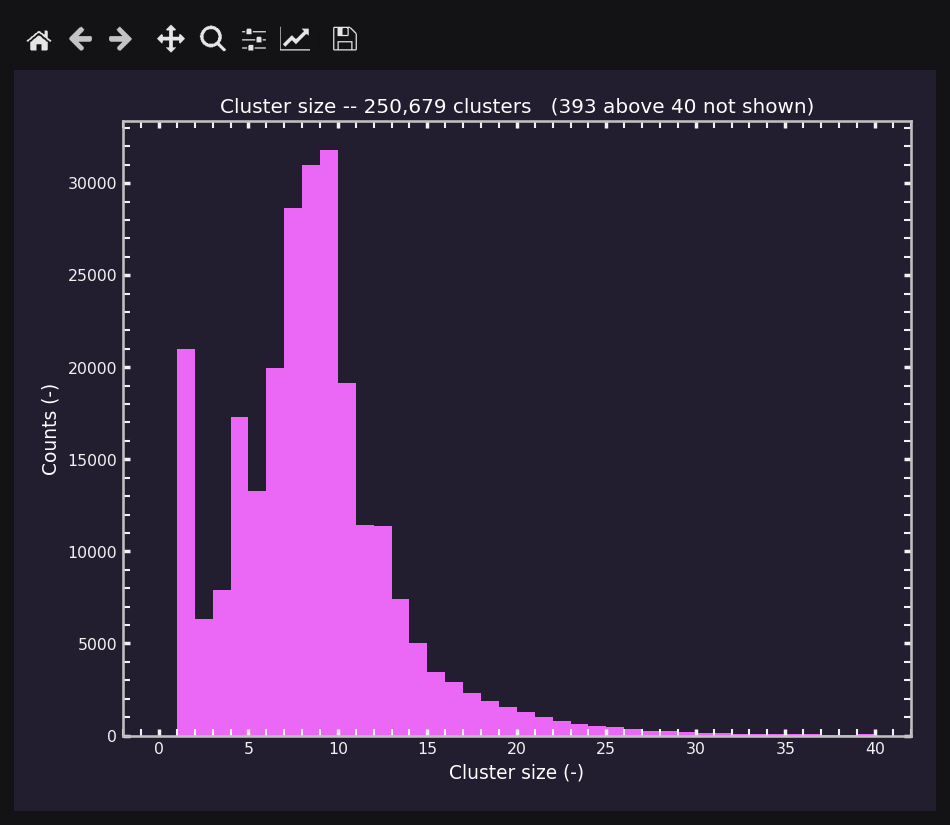 Cluster size -- 250,679 clusters   (393 above 40 not shown)
30000
25000
20000
15000
10000
5000
0
Counts (-)
0 5 10 15 20 25 30 35 40
Cluster size (-)